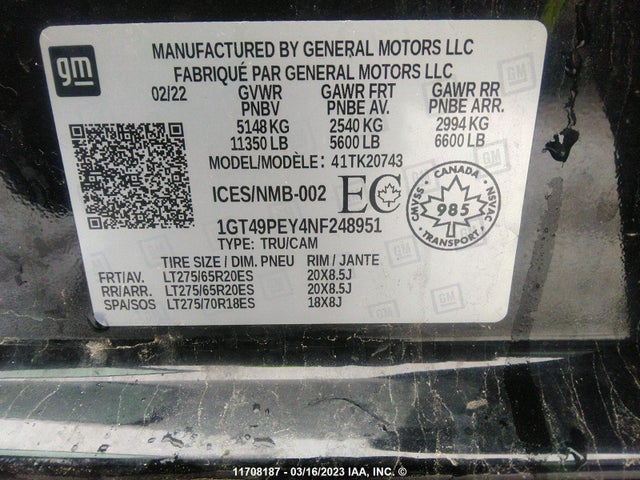 gm
MANUFACTURED BY GENERAL MOTORS LLC
FABRIQUÉ PAR GENERAL MOTORS LLC
02/22 GVWR GAWR FRT GAWR RR
PNBV PNBE AV. PNBE ARR.
5148 KG 2540 KG 2994 KG
11350 LB 5600 LB 6600 LB
MODEL/MODÈLE: 41TK20743
ICES/NMB-002 EC
CANADA
CMVSS 985 NSVAC
TRANSPORT
1GT49PEY4NF248951
TYPE: TRU/CAM
TIRE SIZE / DIM. PNEU RIM / JANTE
FRT/AV. LT275/65R20ES 20X8.5J
RR/ARR. LT275/65R20ES 20X8.5J
SPA/SOS LT275/70R18ES 18X8J
11708187 - 03/16/2023 IAA, Inc. (c)